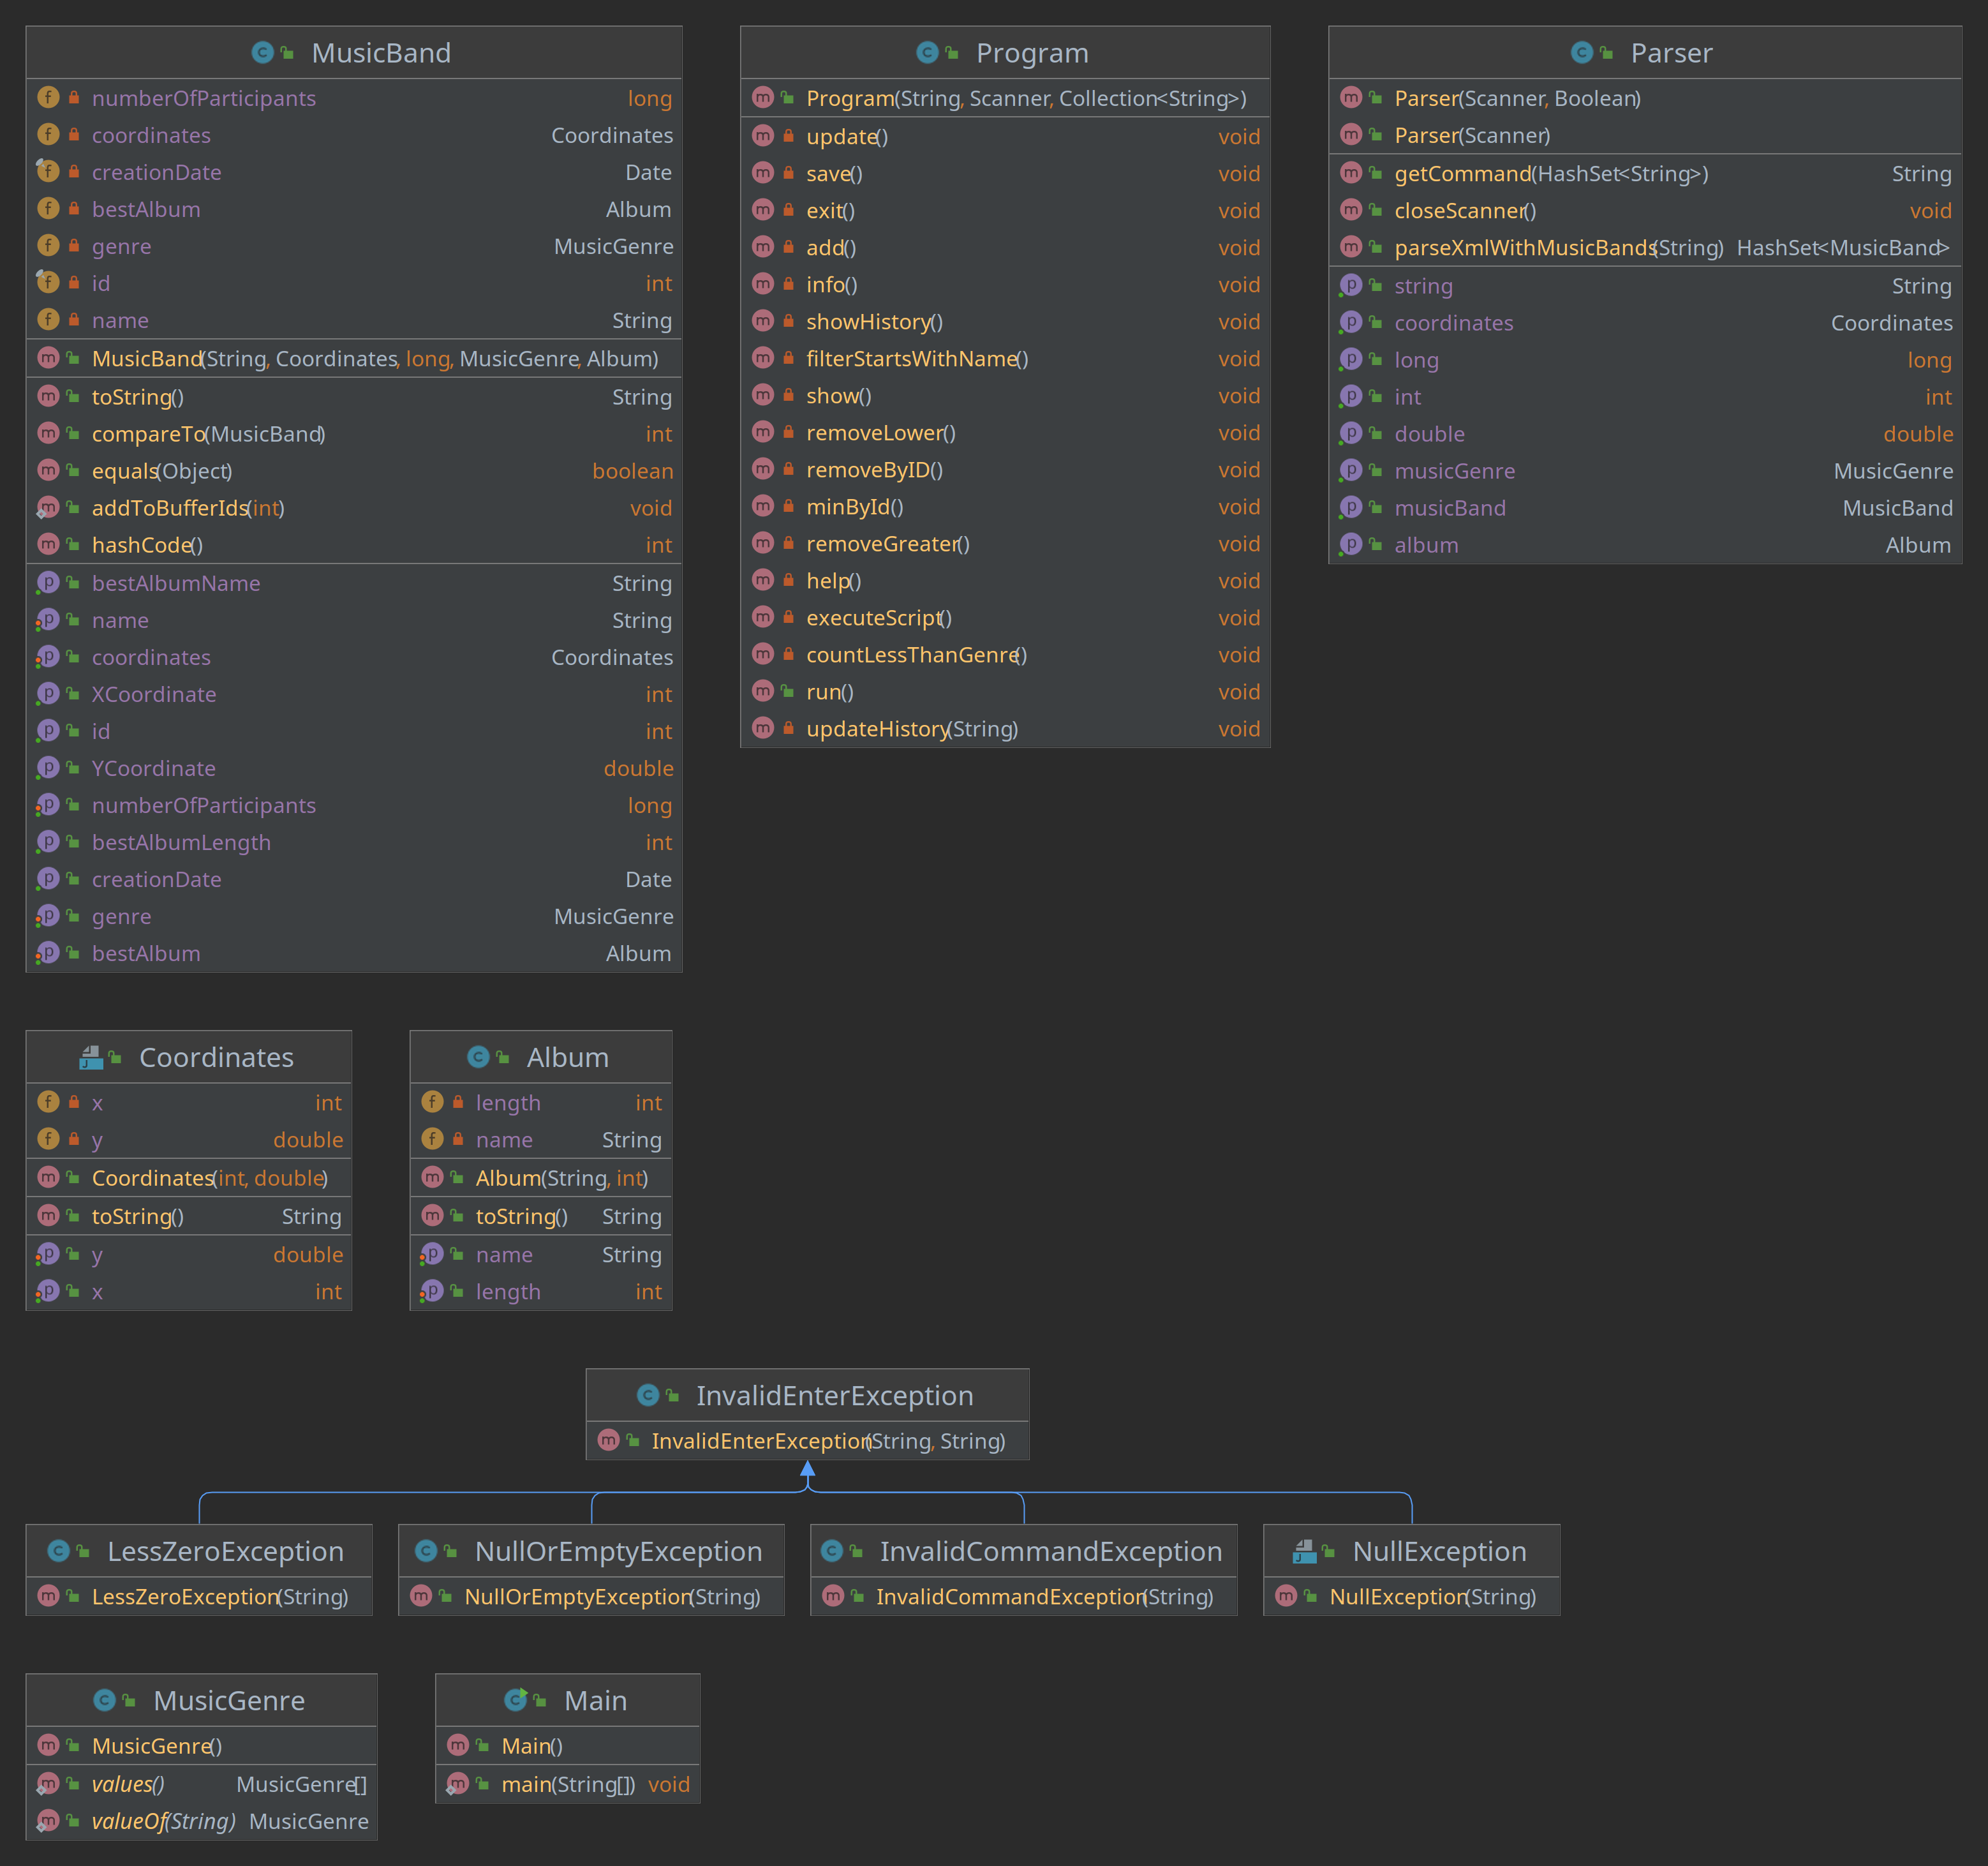 MusicBand
numberOfParticipants long
coordinates Coordinates
creationDate Date
bestAlbum Album
genre MusicGenre
id int
name String
MusicBand(String, Coordinates, long, MusicGenre, Album)
toString() String
compareTo(MusicBand) int
equals(Object) boolean
addToBufferIds(int) void
hashCode() int
bestAlbumName String
name String
coordinates Coordinates
XCoordinate int
id int
YCoordinate double
numberOfParticipants long
bestAlbumLength int
creationDate Date
genre MusicGenre
bestAlbum Album
Program
Program(String, Scanner, Collection<String>)
update() void
save() void
exit() void
add() void
info() void
showHistory() void
filterStartsWithName() void
show() void
removeLower() void
removeByID() void
minById() void
removeGreater() void
help() void
executeScript() void
countLessThanGenre() void
run() void
updateHistory(String) void
Parser
Parser(Scanner, Boolean)
Parser(Scanner)
getCommand(HashSet<String>) String
closeScanner() void
parseXmlWithMusicBands(String) HashSet<MusicBand>
string String
coordinates Coordinates
long long
int int
double double
musicGenre MusicGenre
musicBand MusicBand
album Album
Coordinates
x int
y double
Coordinates(int, double)
toString() String
y double
x int
Album
length int
name String
Album(String, int)
toString() String
name String
length int
InvalidEnterException
InvalidEnterException(String, String)
LessZeroException
LessZeroException(String)
NullOrEmptyException
NullOrEmptyException(String)
InvalidCommandException
InvalidCommandException(String)
NullException
NullException(String)
MusicGenre
MusicGenre()
values() MusicGenre[]
valueOf(String) MusicGenre
Main
Main()
main(String[]) void